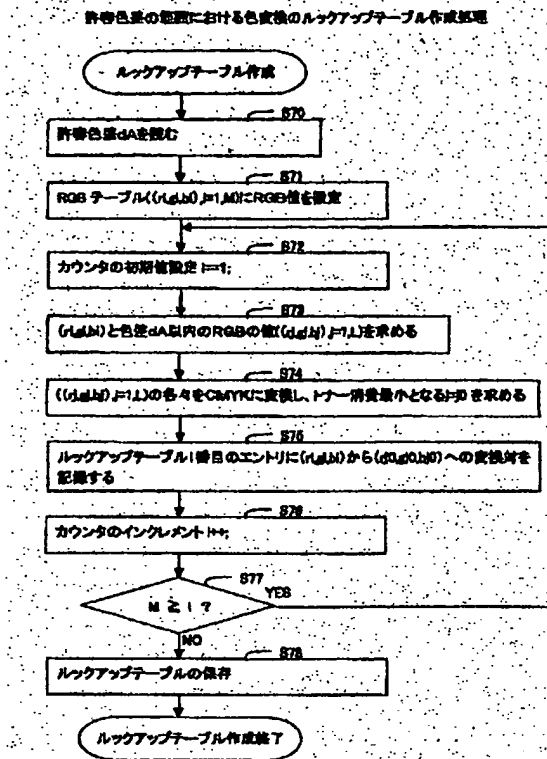 許容色差の範囲における色変換のルックアップテーブル作成処理
ルックアップテーブル作成
S70
許容色差dAを読む
S71
RGB テーブル((ri,gi,bi) ,i=1,M)にRGB値を設定
S72
カウンタの初期値設定 i=1;
S73
(ri,gi,bi)と色差dA以内のRGBの値((rj,gj,bj) ,j=1,L)を求める
S74
((rj,gj,bj) ,j=1,L)の各々をCMYKに変換し、トナー消費最小となるj=j0 を求める
S75
ルックアップテーブル i 番目のエントリに(ri,gi,bi)から(rj0,gj0,bj0) への変換対を
記録する
S76
カウンタのインクレメント i++;
S77
YES
M ≧ i ?
NO
S78
ルックアップテーブルの保存
ルックアップテーブル作成終了